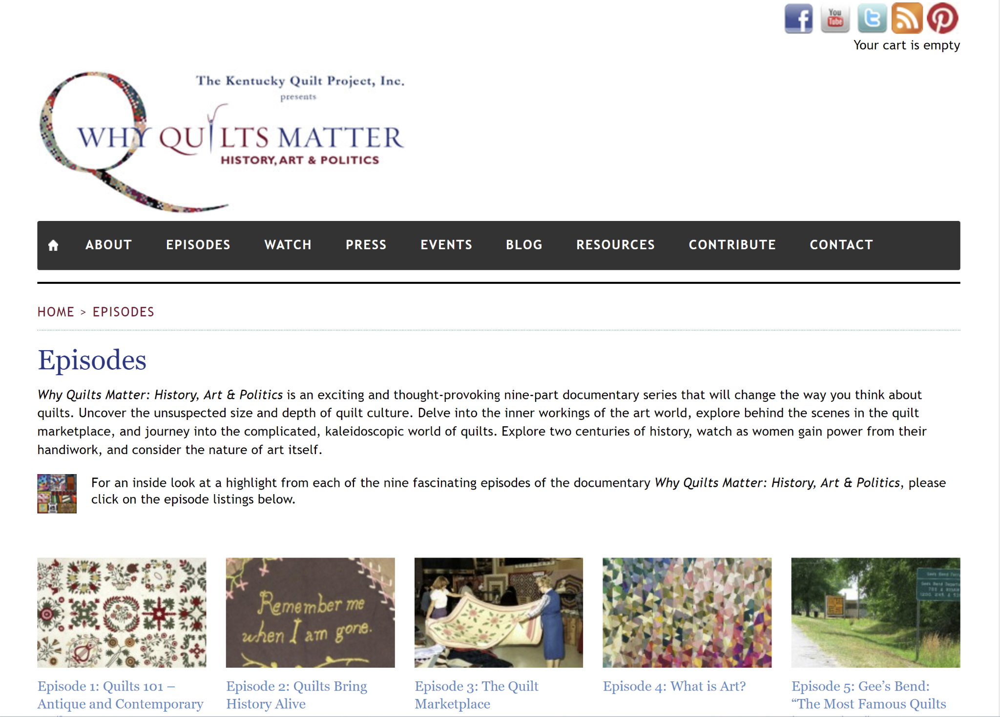 You
Tube
Your cart is empty
The Kentucky Quilt Project, Inc.
presents
WHY QUILTS MATTER
HISTORY, ART & POLITICS
ABOUT EPISODES WATCH PRESS EVENTS BLOG RESOURCES CONTRIBUTE CONTACT
HOME > EPISODES
Episodes
Why Quilts Matter: History, Art & Politics is an exciting and thought-provoking nine-part documentary series that will change the way you think about
quilts. Uncover the unsuspected size and depth of quilt culture. Delve into the inner workings of the art world, explore behind the scenes in the quilt
marketplace, and journey into the complicated, kaleidoscopic world of quilts. Explore two centuries of history, watch as women gain power from their
handiwork, and consider the nature of art itself.
For an inside look at a highlight from each of the nine fascinating episodes of the documentary Why Quilts Matter: History, Art & Politics, please
click on the episode listings below.
Remember me
when I am gone.
Gee's Bend
Gee's Bend
Episode 1: Quilts 101 –
Antique and Contemporary
Episode 2: Quilts Bring
History Alive
Episode 3: The Quilt
Marketplace
Episode 4: What is Art?
Episode 5: Gee’s Bend:
“The Most Famous Quilts